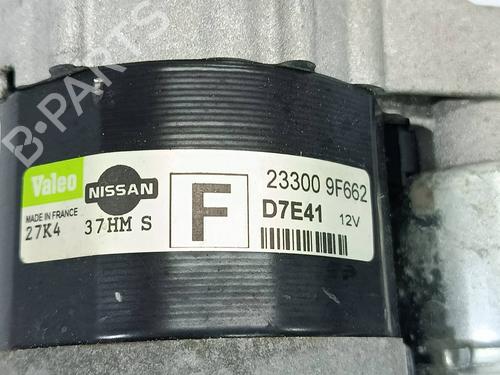 B-PARTS
Valeo
NISSAN
MADE IN FRANCE
27K4 37HM S
F
23300 9F662
D7E41 12V